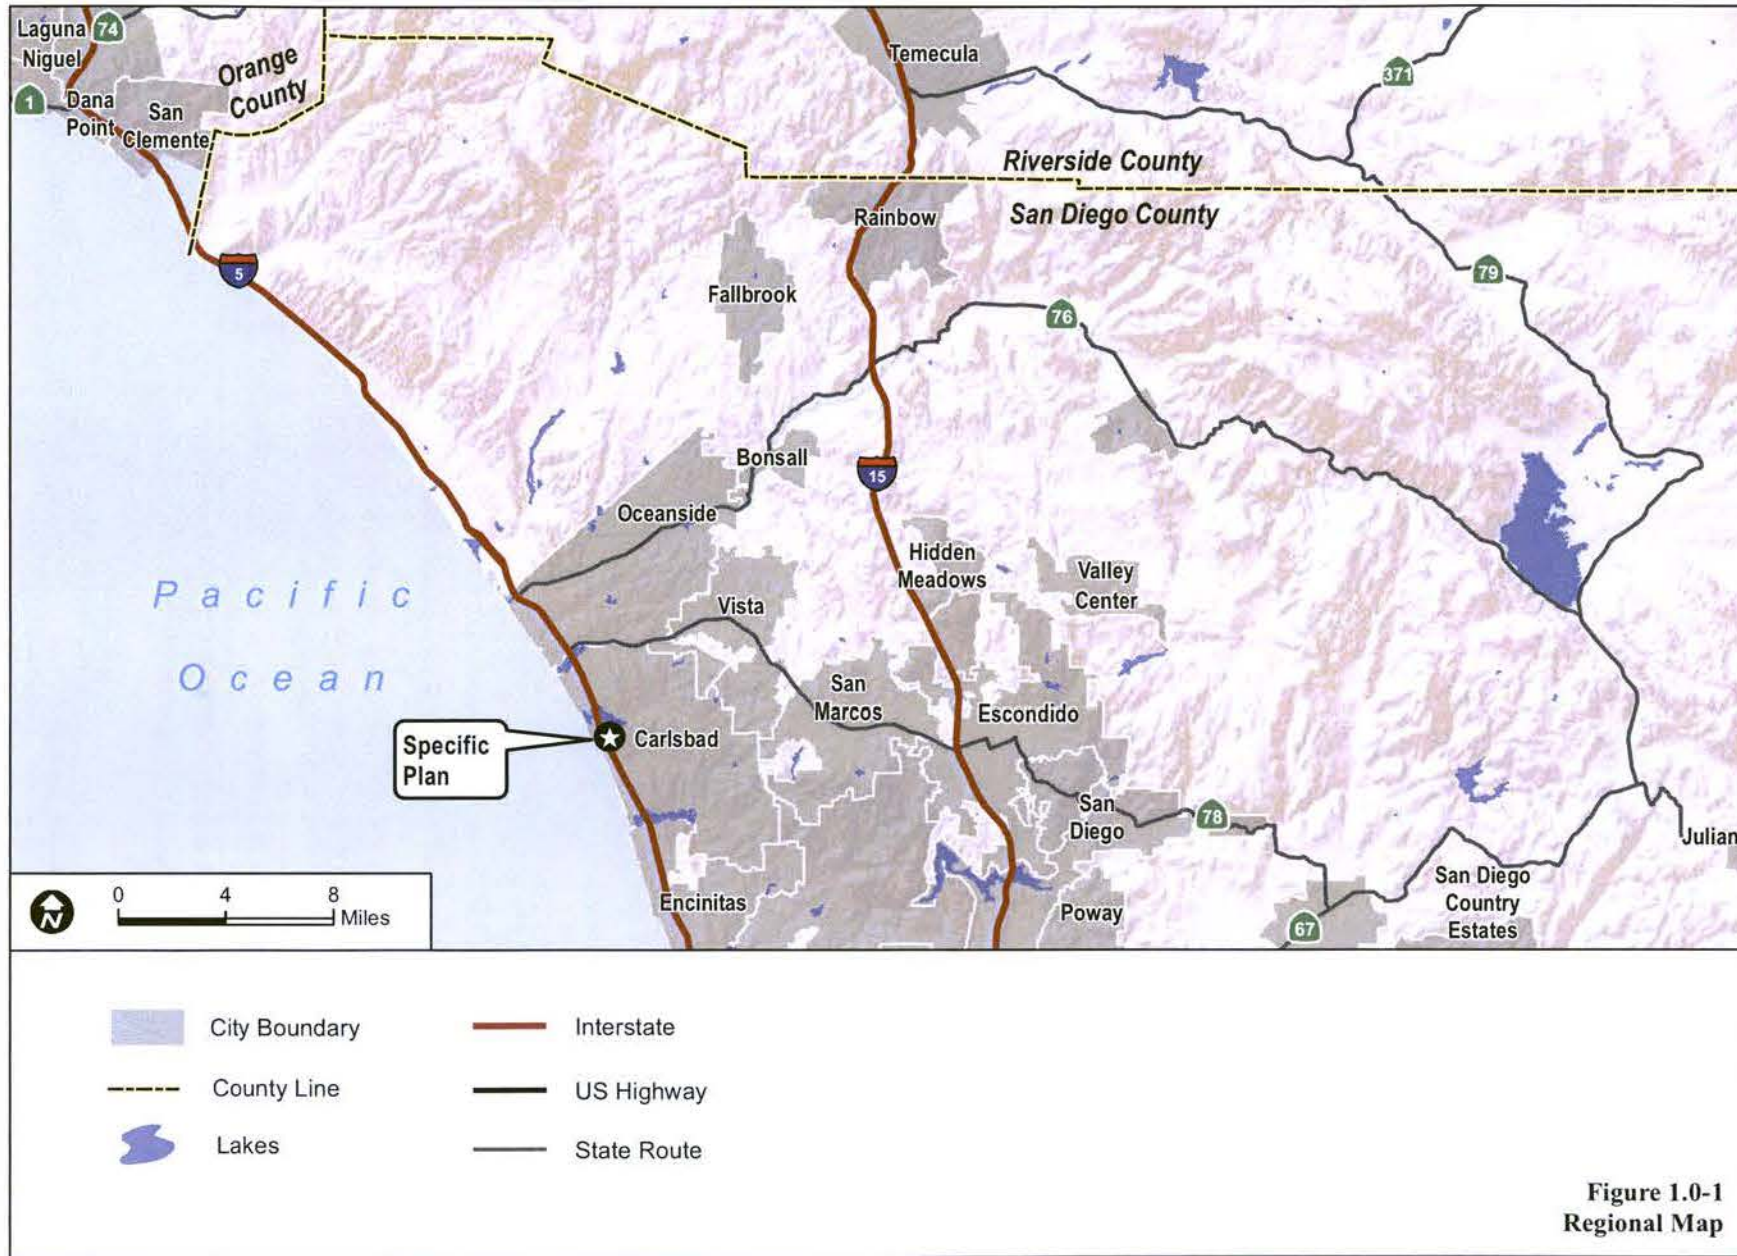 Laguna
Niguel
74
1
Dana
Point
San
Clemente
Orange
County
Temecula
371
Riverside County
San Diego County
Rainbow
5
Fallbrook
79
76
Bonsall
15
Oceanside
Hidden
Meadows
Valley
Center
Vista
Pacific
Ocean
San
Marcos
Escondido
Specific
Plan
Carlsbad
San
Diego
78
Julian
Encinitas
Poway
San Diego
Country
Estates
67
N
0 4 8
Miles
City Boundary
County Line
Lakes
Interstate
US Highway
State Route
Figure 1.0-1
Regional Map